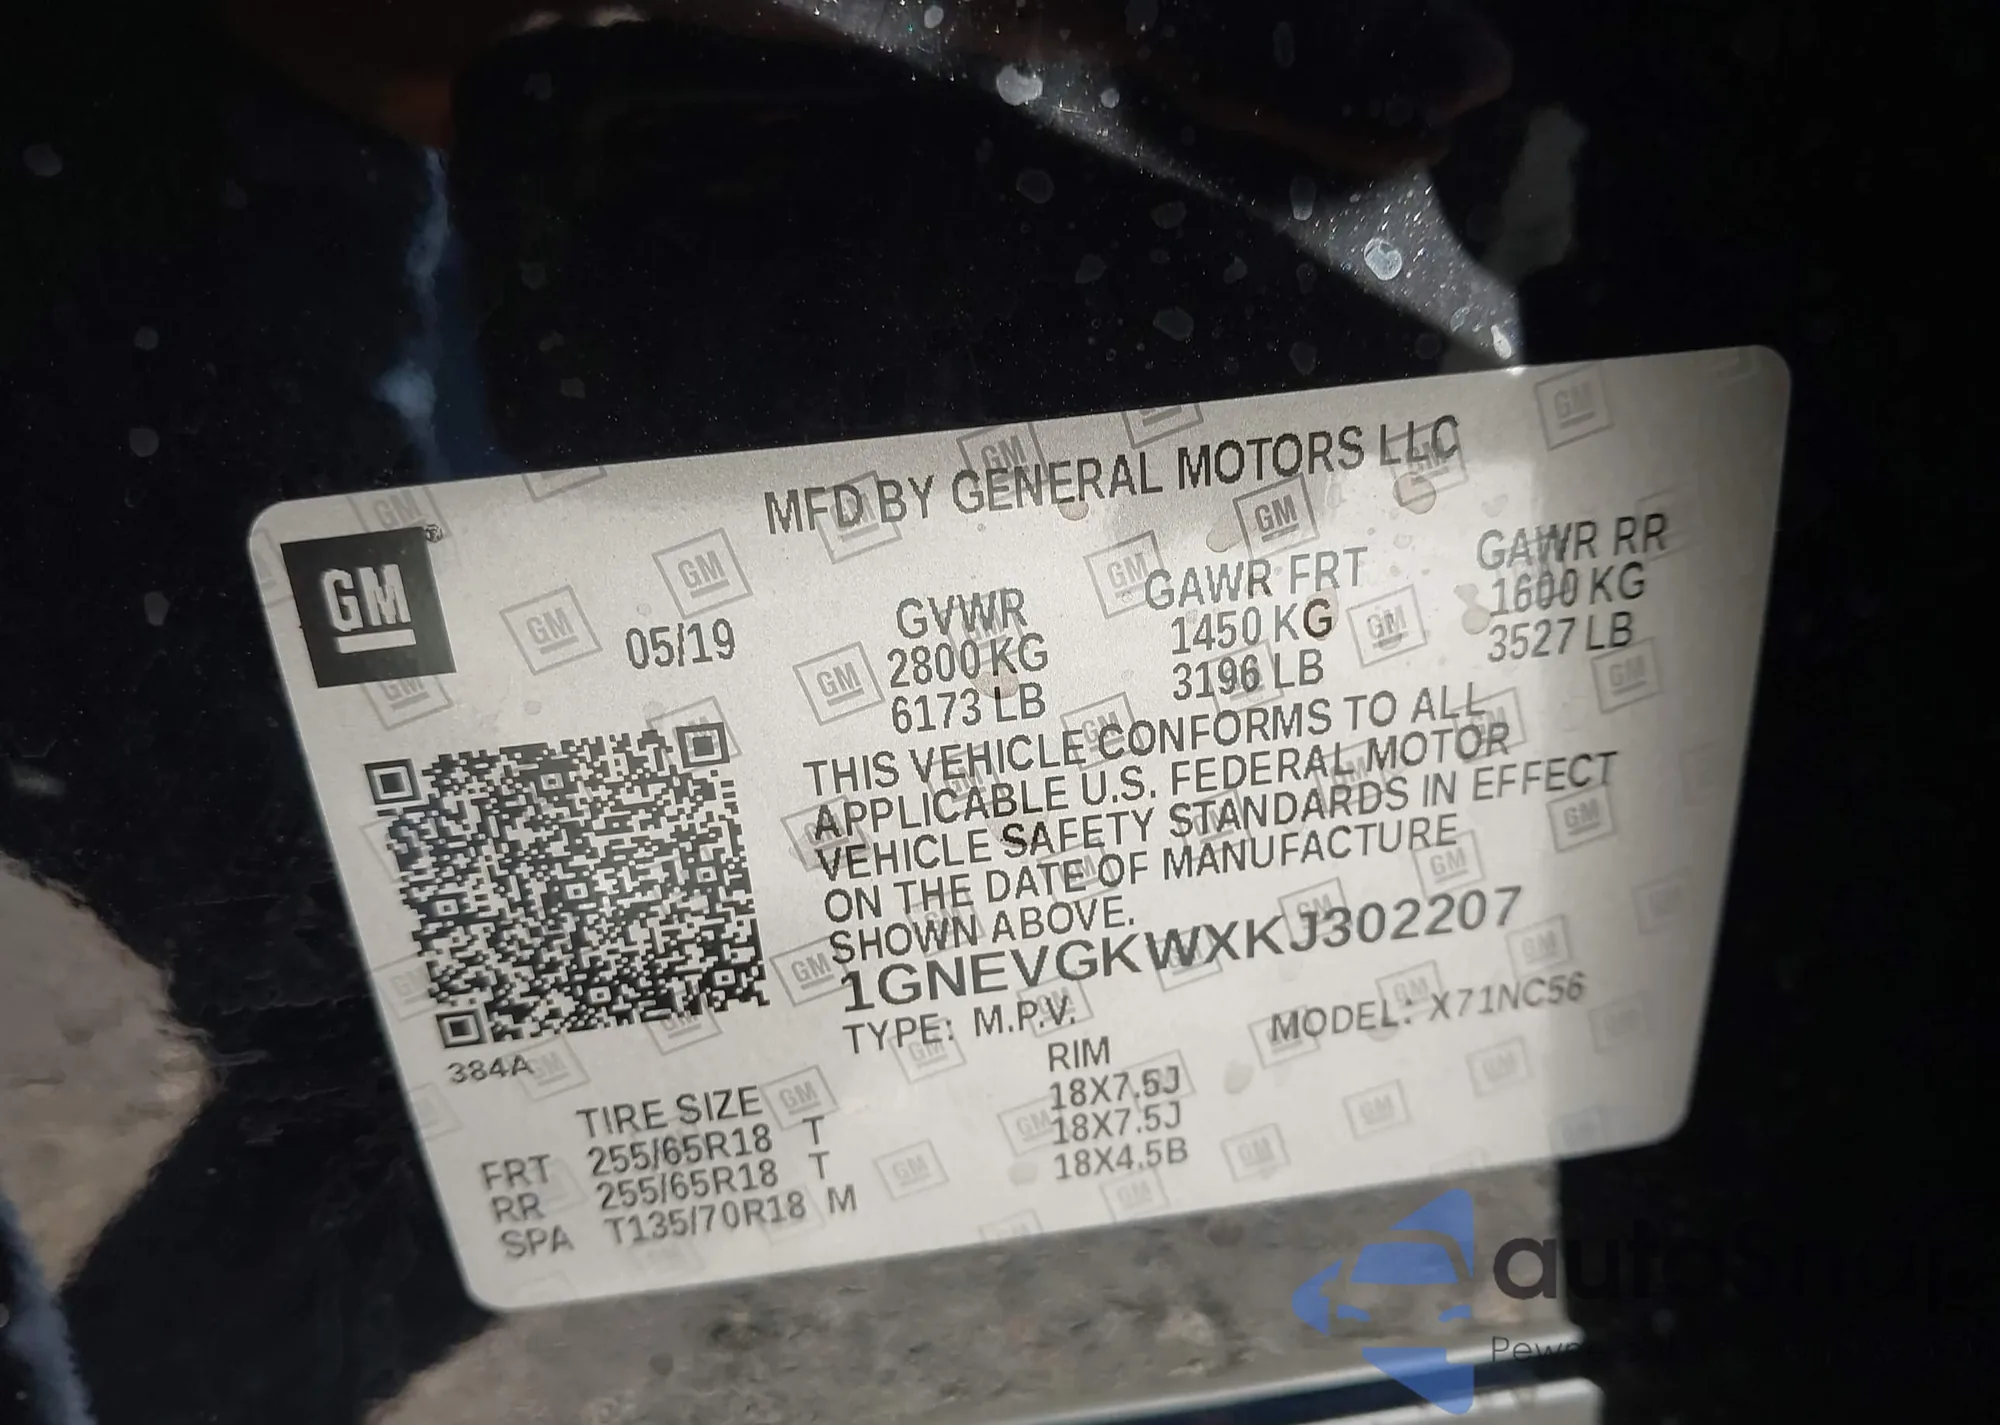 MFD BY GENERAL MOTORS LLC
GM®
05/19
GVWR
2800 KG
6173 LB
GAWR FRT
1450 KG
3196 LB
GAWR RR
1600 KG
3527 LB
THIS VEHICLE CONFORMS TO ALL
APPLICABLE U.S. FEDERAL MOTOR
VEHICLE SAFETY STANDARDS IN EFFECT
ON THE DATE OF MANUFACTURE
SHOWN ABOVE.
1GNEVGKWXKJ302207
TYPE: M.P.V.
MODEL: X71NC56
384A
TIRE SIZE
RIM
FRT 255/65R18 T 18X7.5J
RR 255/65R18 T 18X7.5J
SPA T135/70R18 M 18X4.5B